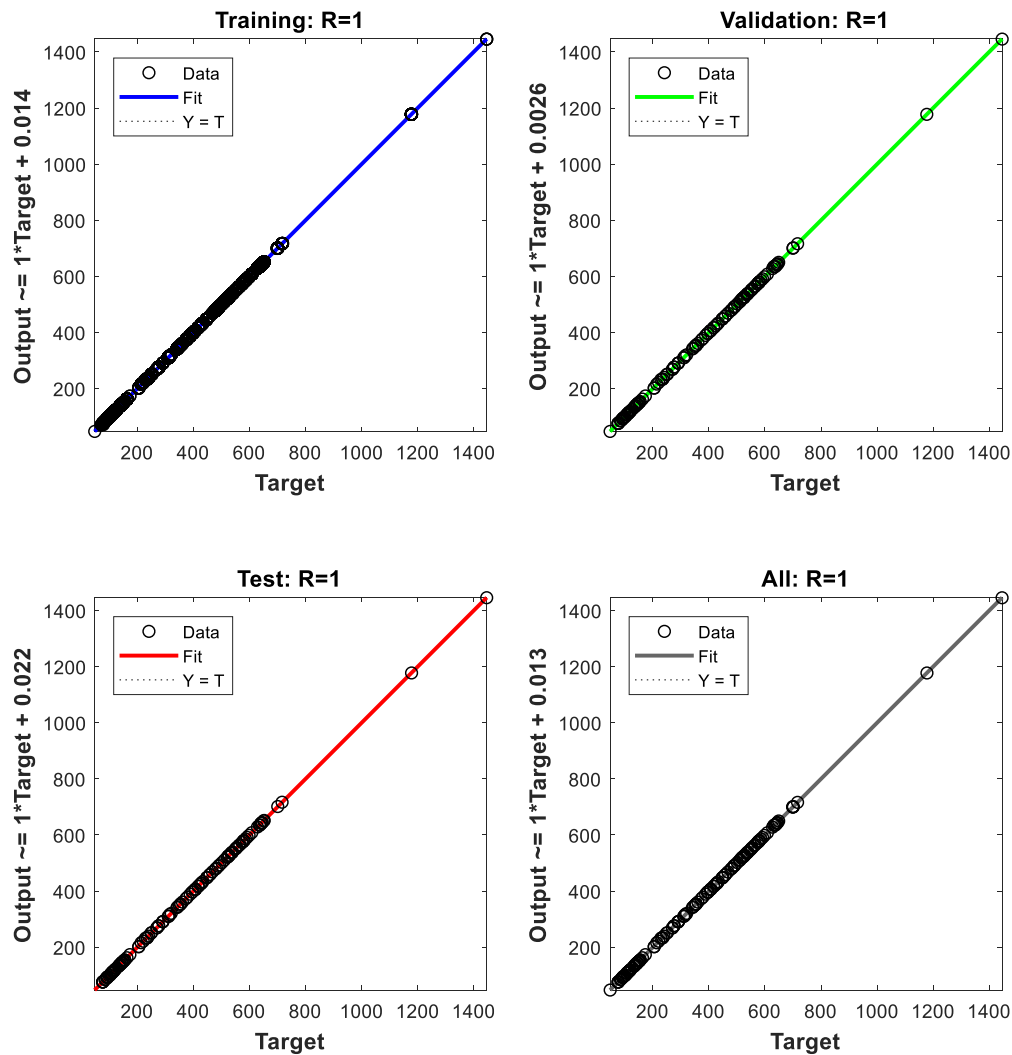 Training: R=1
Output ~= 1*Target + 0.014
1400
1200
1000
800
600
400
200
Data
Fit
Y = T
200 400 600 800 1000 1200 1400
Target
Validation: R=1
Output ~= 1*Target + 0.0026
1400
1200
1000
800
600
400
200
Data
Fit
Y = T
200 400 600 800 1000 1200 1400
Target
Test: R=1
Output ~= 1*Target + 0.022
1400
1200
1000
800
600
400
200
Data
Fit
Y = T
200 400 600 800 1000 1200 1400
Target
All: R=1
Output ~= 1*Target + 0.013
1400
1200
1000
800
600
400
200
Data
Fit
Y = T
200 400 600 800 1000 1200 1400
Target